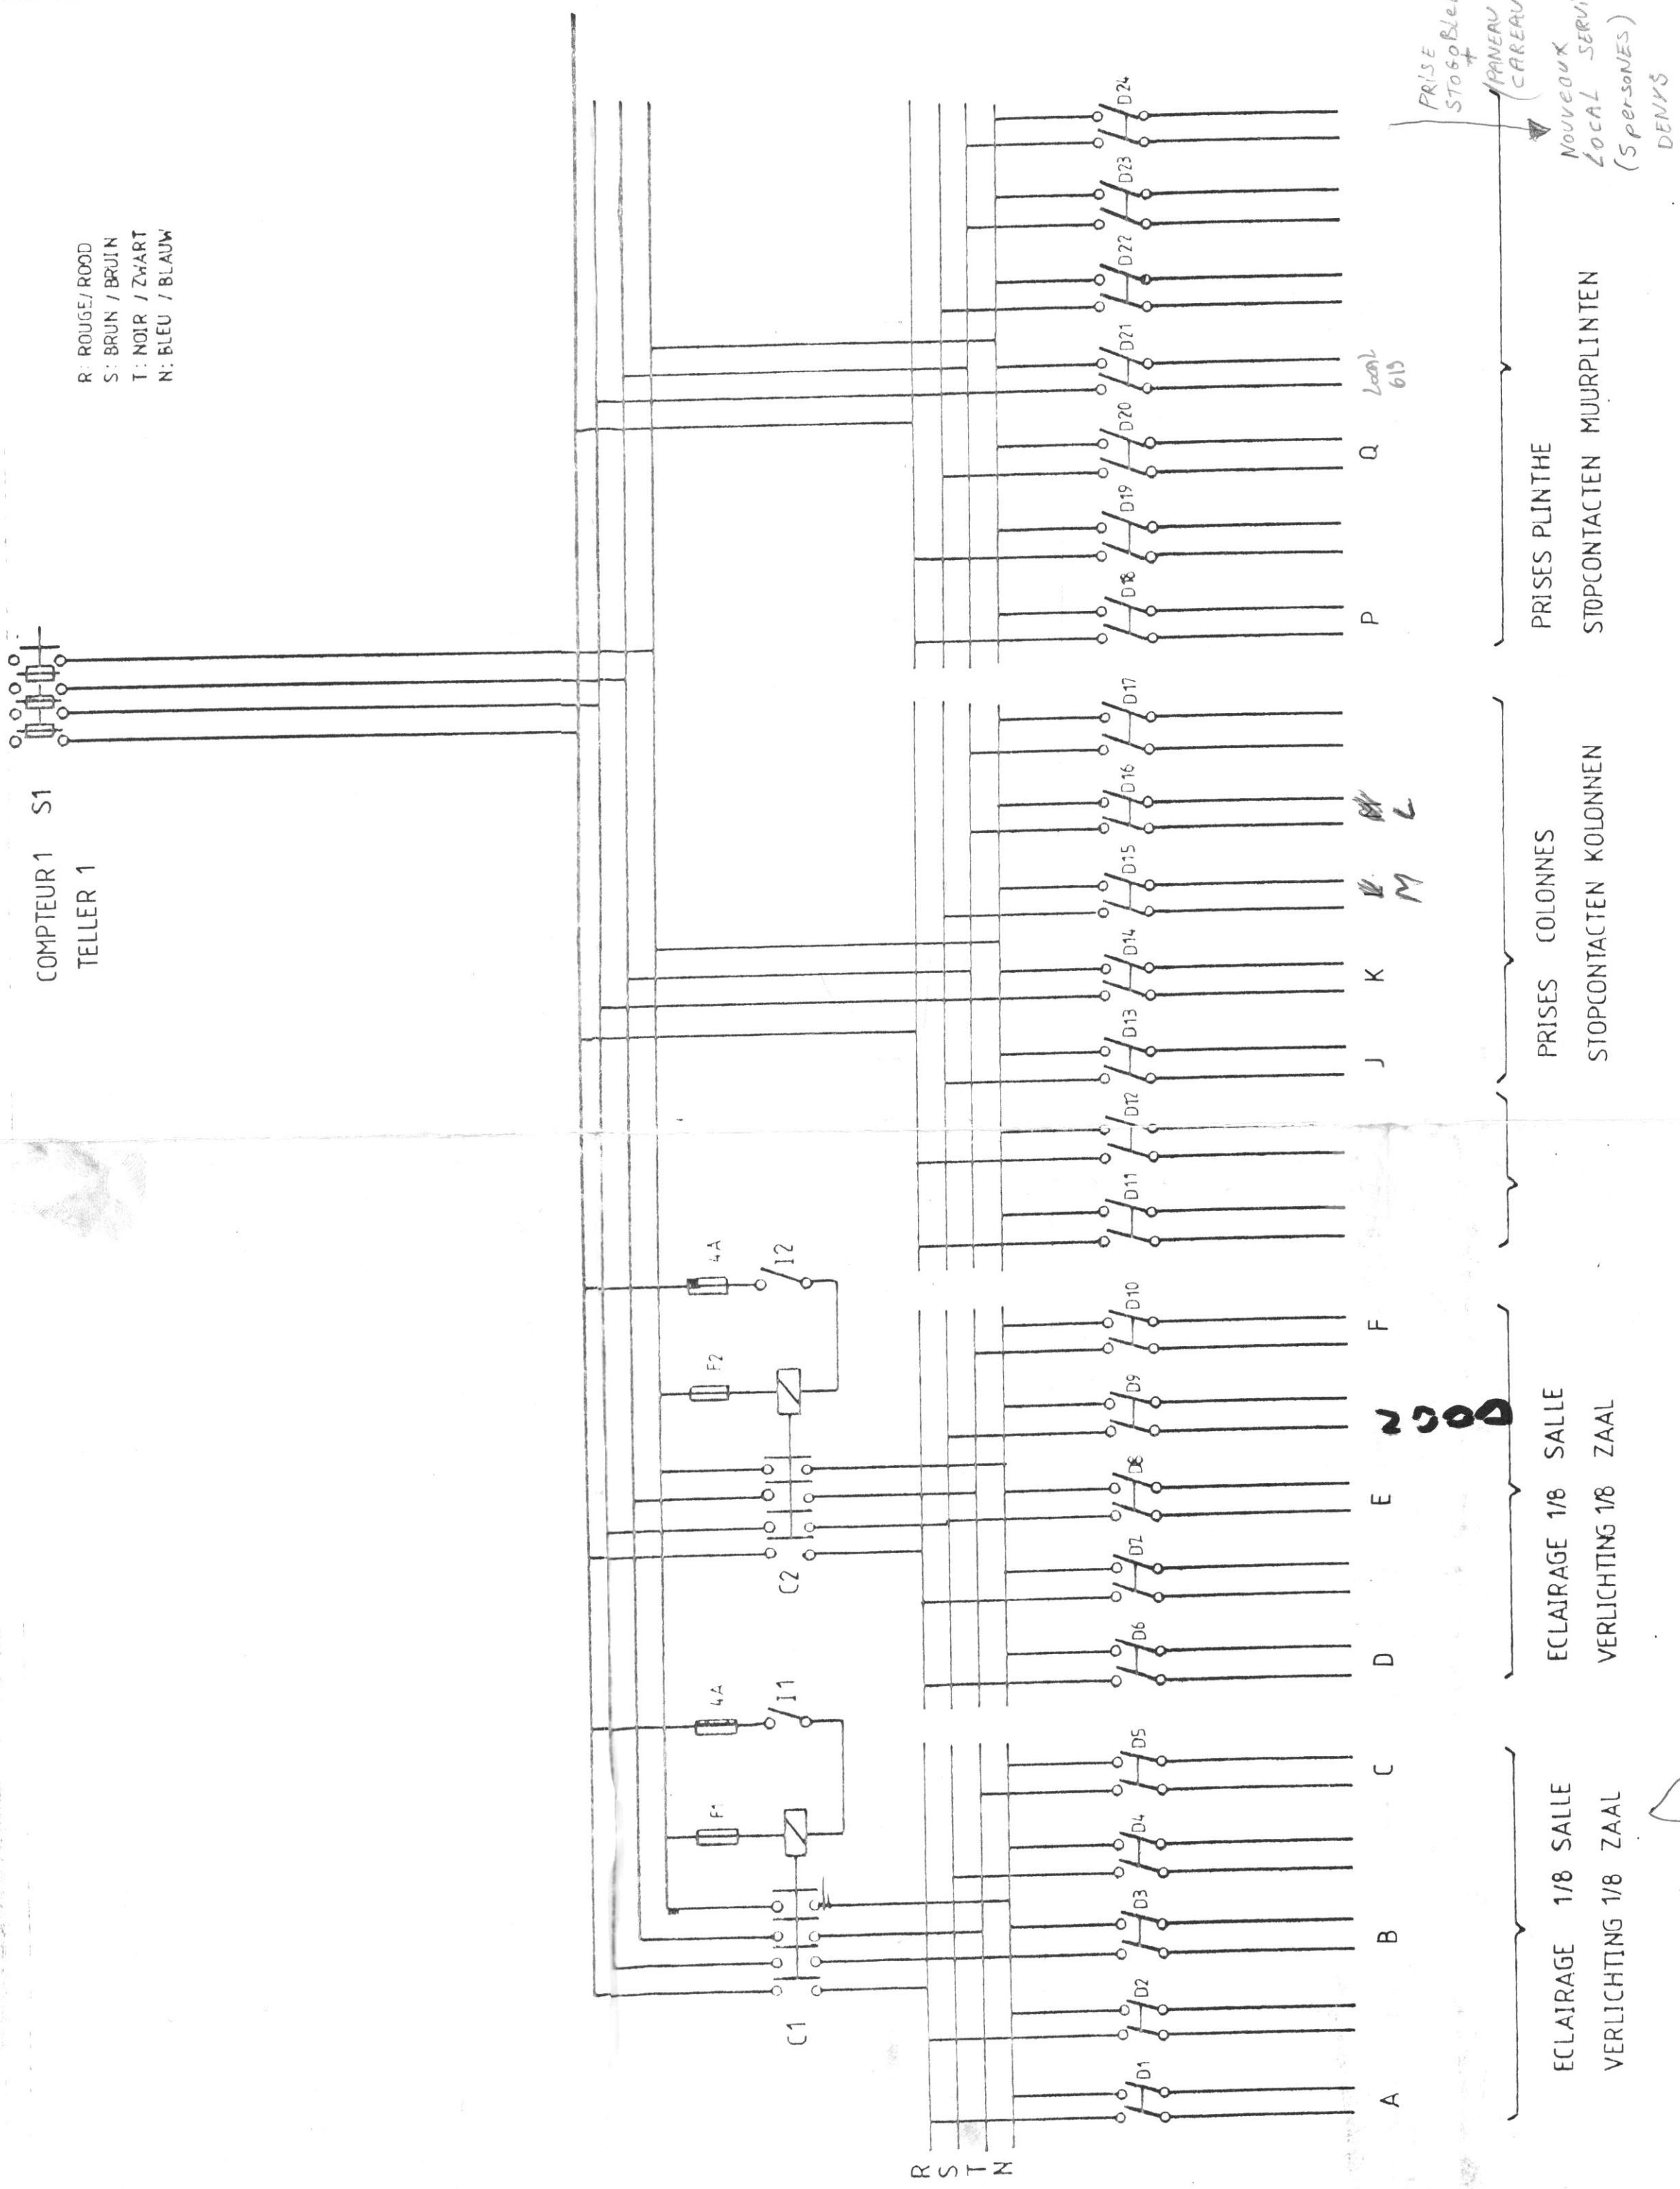 COMPTEUR 1 S1
TELLER 1
R: ROUGE/ROOD
S: BRUN / BRUIN
T: NOIR / ZWART
N: BLEU / BLAUW
F1
4A
I1
C1
F2
4A
I2
C2
R
S
T
N
D1
D2
D3
D4
D5
D6
D7
D8
D9
D10
D11
D12
D13
D14
D15
D16
D17
D18
D19
D20
D21
D22
D23
D24
A
B
C
D
E
F
J
K
M
L
P
Q
LOCAL
619
ECLAIRAGE 1/8 SALLE
VERLICHTING 1/8 ZAAL
ECLAIRAGE 1/8 SALLE
VERLICHTING 1/8 ZAAL
PRISES COLONNES
STOPCONTACTEN KOLONNEN
PRISES PLINTHE
STOPCONTACTEN MUURPLINTEN
PRISE
+
(PANEAU
CAREAU
NOUVEAUX
LOCAL
(5 PERSONES)
DENYS